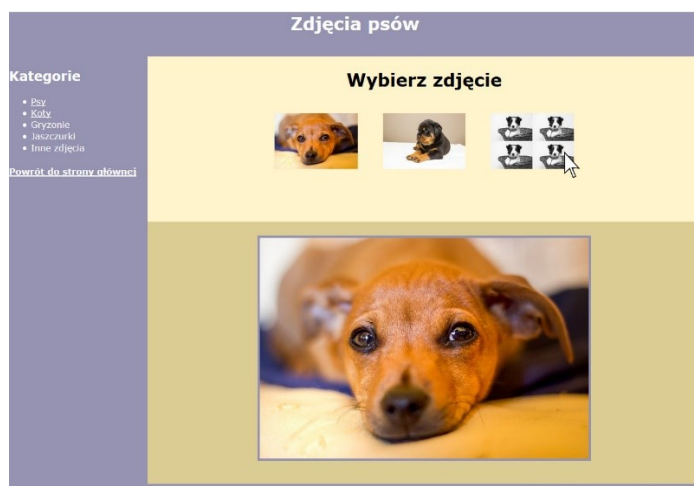 Zdjęcia psów
Kategorie
Psy
Koty
Gryzonie
Jaszczurki
Inne zdjęcia
Powrót do strony głównej
Wybierz zdjęcie